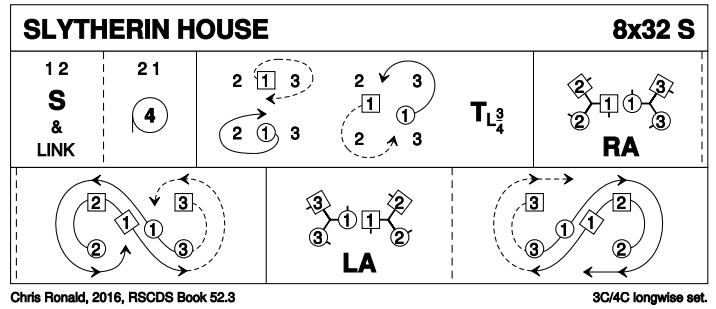 SLYTHERIN HOUSE 8x32 S
1 2 2 1
S
&
LINK
4
2 1 3 2 3
1 1
2 1 3 2 3
T L 3/4
3 3
1 1
2 3
RA
2 3
1 1
2 3
3 2
1 1
3 2
LA
3 2
1 1
3 2
Chris Ronald, 2016, RSCDS Book 52.3 3C/4C longwise set.